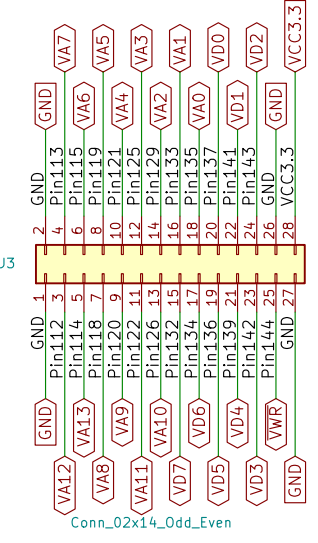 VA7
VA5
VA3
VA1
VD0
VD2
VCC3.3
GND
VA6
VA4
VA2
VA0
VD1
GND
GND
Pin113
Pin115
Pin119
Pin121
Pin125
Pin129
Pin133
Pin135
Pin137
Pin141
Pin143
GND
VCC3.3
2
4
6
8
10
12
14
16
18
20
22
24
26
28
1
3
5
7
9
11
13
15
17
19
21
23
25
27
GND
Pin112
Pin114
Pin118
Pin120
Pin122
Pin126
Pin132
Pin134
Pin136
Pin139
Pin142
Pin144
GND
GND
VA13
VA9
VA10
VD6
VD4
VWR
VA12
VA8
VA11
VD7
VD5
VD3
GND
Conn_02x14_Odd_Even